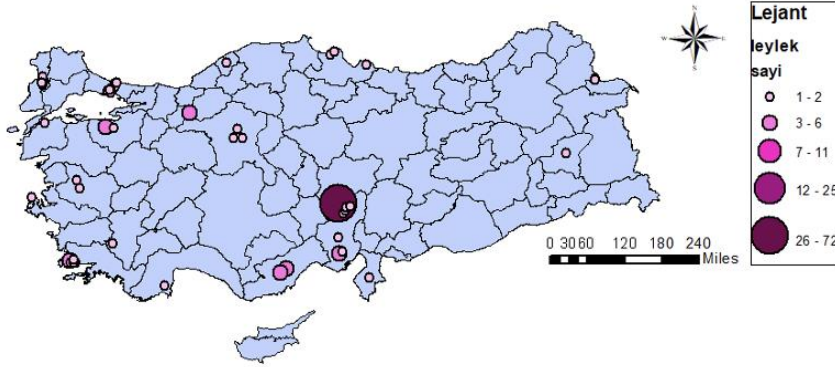 Lejant
leylek
sayi
1 - 2
3 - 6
7 - 11
12 - 25
26 - 72
N
W
E
S
0 30 60 120 180 240
Miles